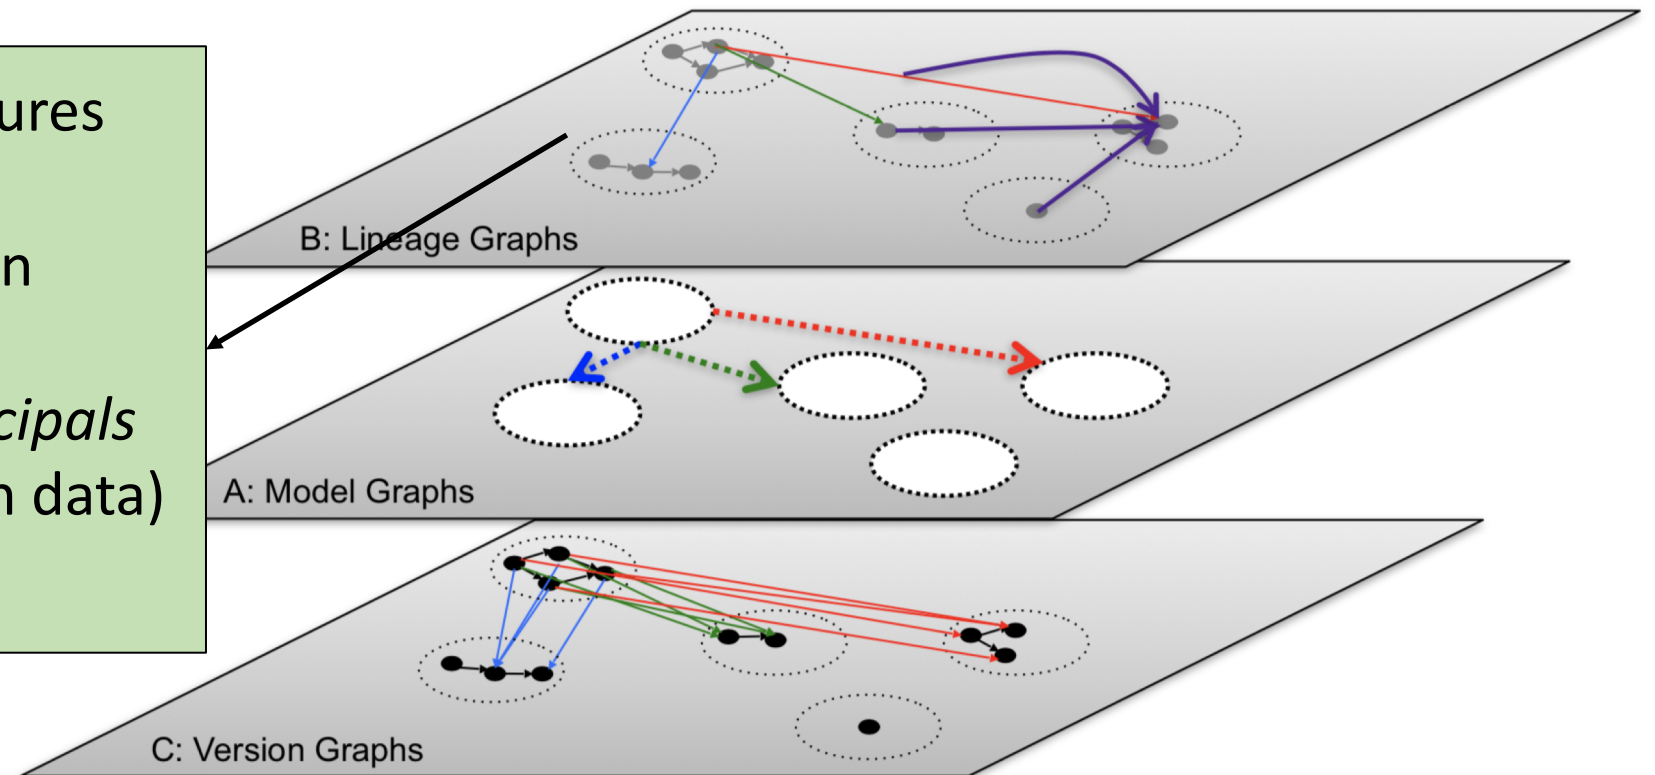 ures
n
cipals
n data)
B: Lineage Graphs
A: Model Graphs
C: Version Graphs